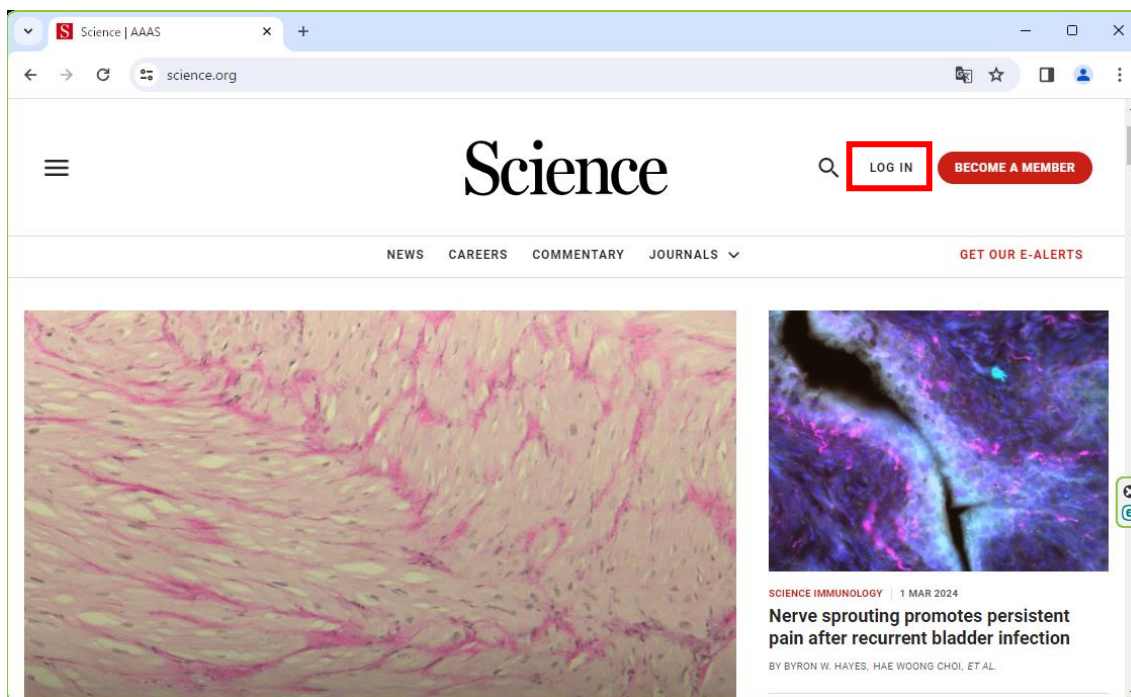 S Science | AAAS
science.org
Science
LOG IN
BECOME A MEMBER
NEWS CAREERS COMMENTARY JOURNALS
GET OUR E-ALERTS
SCIENCE IMMUNOLOGY | 1 MAR 2024
Nerve sprouting promotes persistent
pain after recurrent bladder infection
BY BYRON W. HAYES, HAE WOONG CHOI, ET AL.